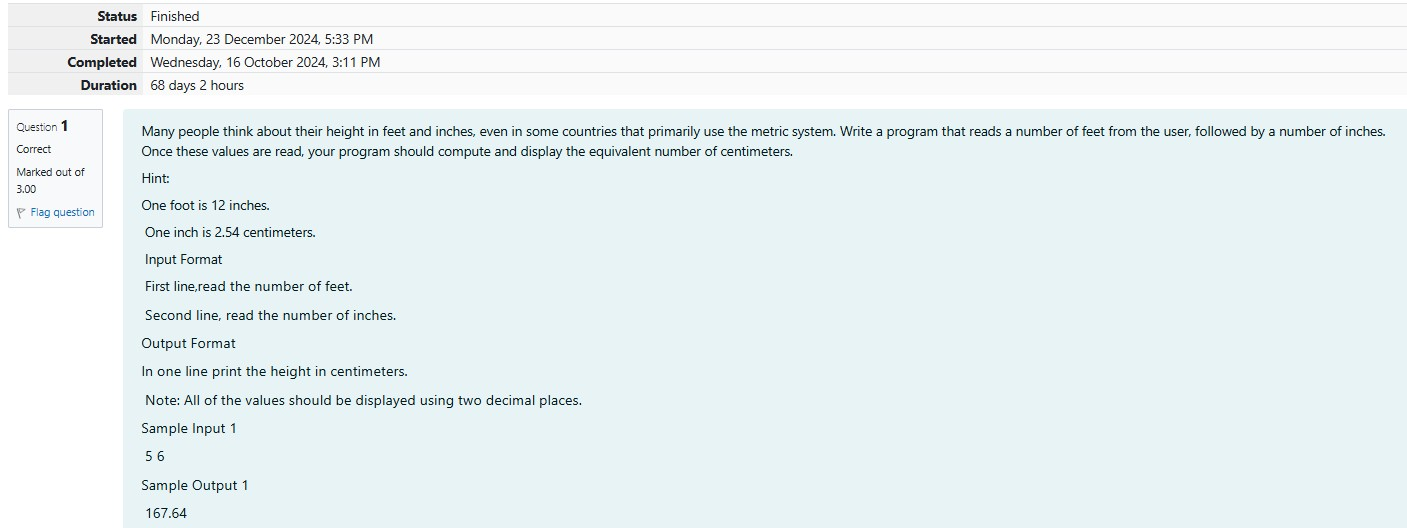 Status Finished
Started Monday, 23 December 2024, 5:33 PM
Completed Wednesday, 16 October 2024, 3:11 PM
Duration 68 days 2 hours
Question 1
Correct
Marked out of
3.00
Flag question
Many people think about their height in feet and inches, even in some countries that primarily use the metric system. Write a program that reads a number of feet from the user, followed by a number of inches.
Once these values are read, your program should compute and display the equivalent number of centimeters.
Hint:
One foot is 12 inches.
One inch is 2.54 centimeters.
Input Format
First line,read the number of feet.
Second line, read the number of inches.
Output Format
In one line print the height in centimeters.
Note: All of the values should be displayed using two decimal places.
Sample Input 1
5 6
Sample Output 1
167.64